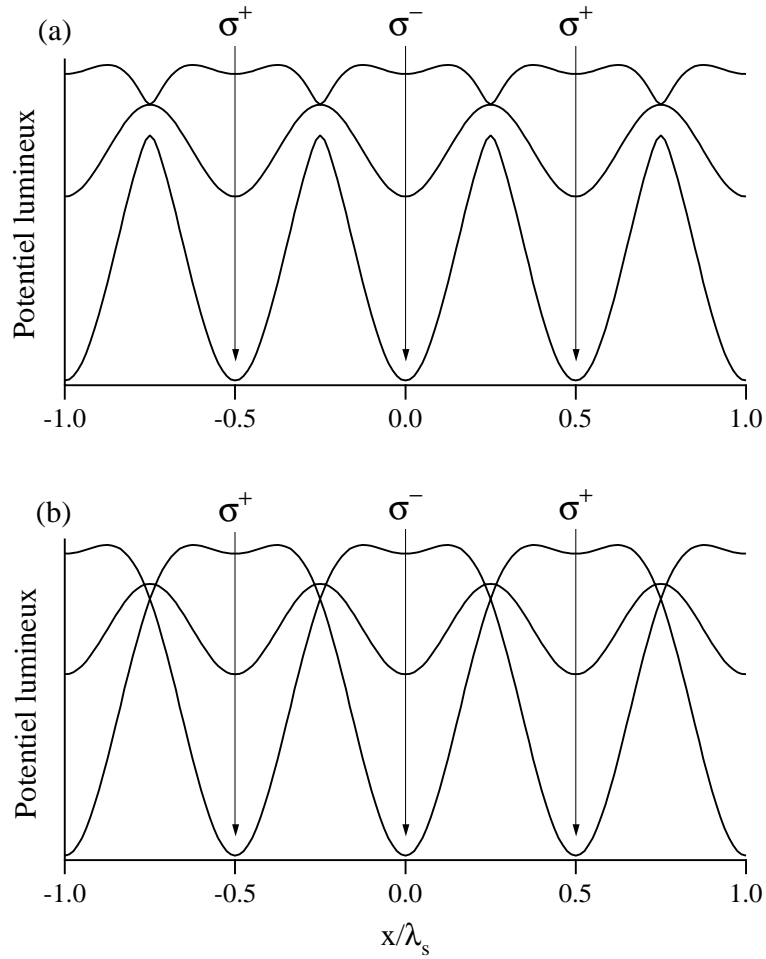 (a)
σ⁺ σ⁻ σ⁺
Potentiel lumineux
-1.0 -0.5 0.0 0.5 1.0
(b)
σ⁺ σ⁻ σ⁺
Potentiel lumineux
-1.0 -0.5 0.0 0.5 1.0
x/λₛ